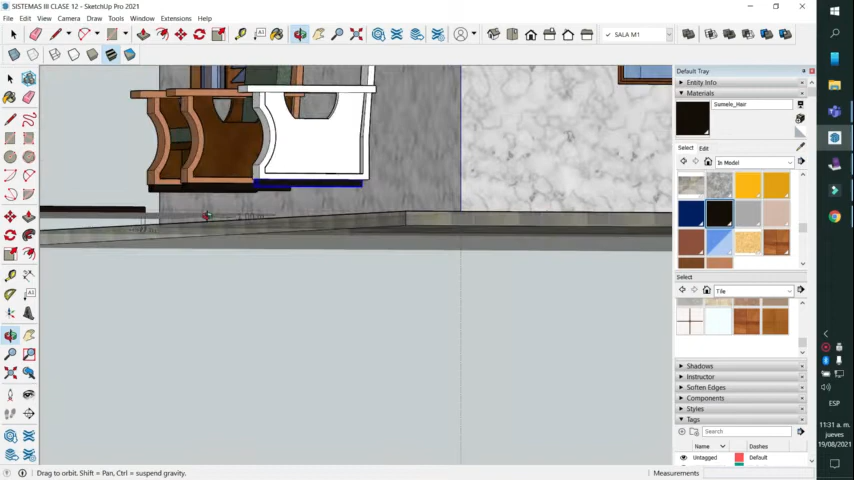 SISTEMAS III CLASE 12 - SketchUp Pro 2021
File Edit View Camera Draw Tools Window Extensions Help
SALA M1
Default Tray
Entity Info
Materials
Sumele_Hair
Select Edit
In Model
Select
Tile
Shadows
Instructor
Soften Edges
Components
Styles
Tags
Search
Name Dashes
Untagged Default
ESP
11:31 a. m.
jueves
19/08/2021
Drag to orbit. Shift = Pan, Ctrl = suspend gravity.
Measurements